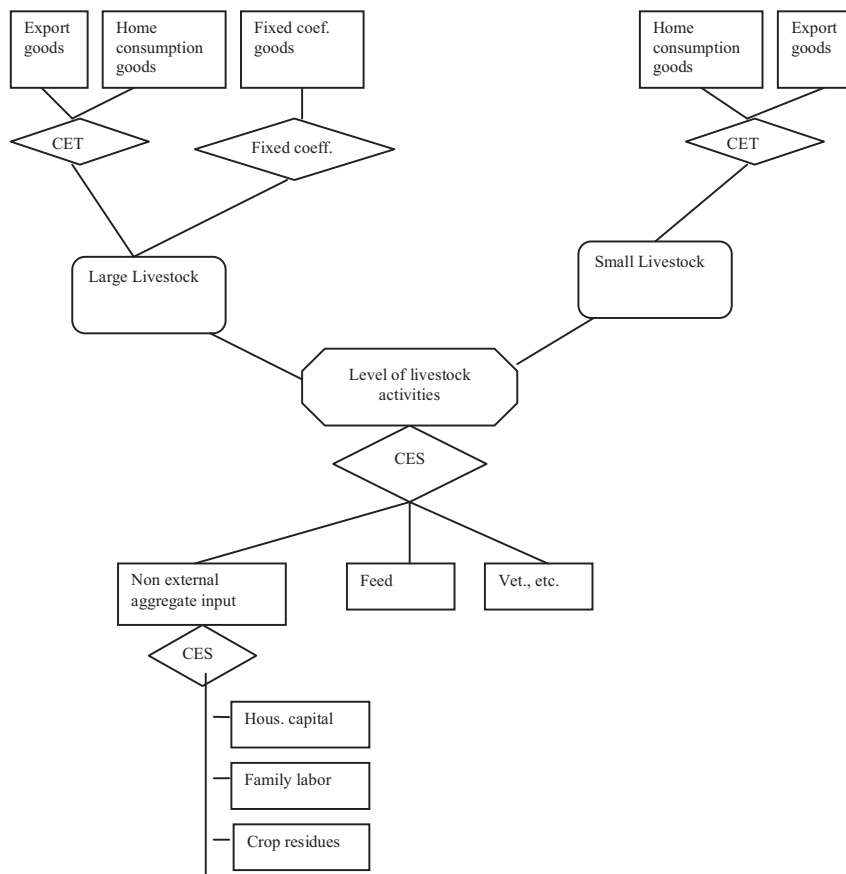 Export
goods
Home
consumption
goods
Fixed coef.
goods
Home
consumption
goods
Export
goods
CET
Fixed coeff.
CET
Large Livestock
Small Livestock
Level of livestock
activities
CES
Non external
aggregate input
Feed
Vet., etc.
CES
Hous. capital
Family labor
Crop residues